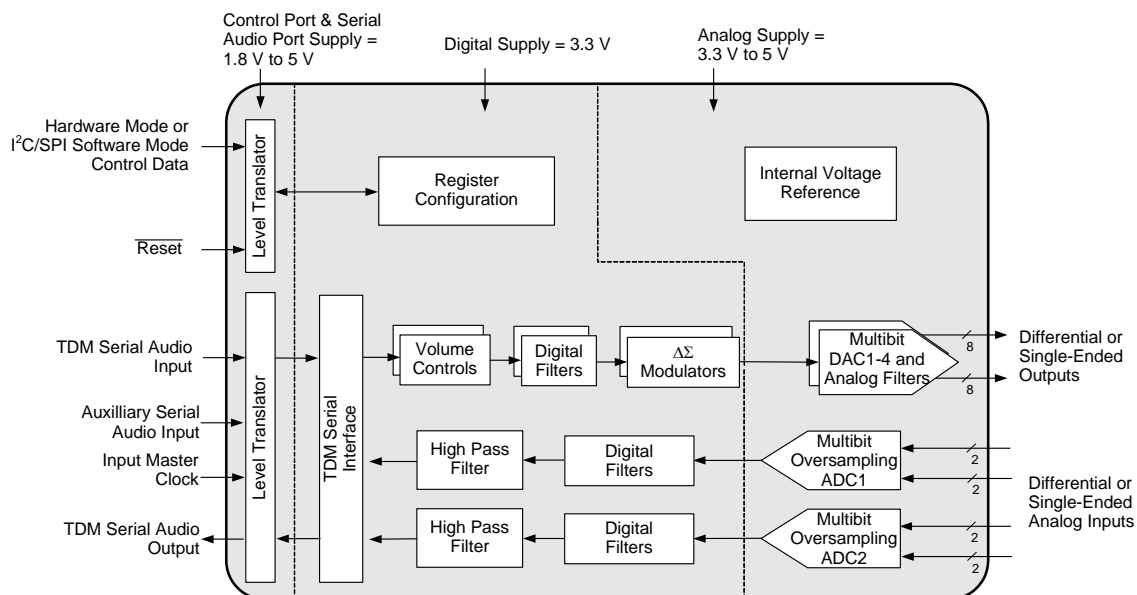 Control Port & Serial
Audio Port Supply =
1.8 V to 5 V
Digital Supply = 3.3 V
Analog Supply =
3.3 V to 5 V
Hardware Mode or
I²C/SPI Software Mode
Control Data
Reset
Level Translator
Register
Configuration
Internal Voltage
Reference
TDM Serial Audio
Input
Auxilliary Serial
Audio Input
Input Master
Clock
TDM Serial Audio
Output
Level Translator
TDM Serial
Interface
Volume
Controls
Digital
Filters
ΔΣ
Modulators
Multibit
DAC1-4 and
Analog Filters
8
8
Differential or
Single-Ended
Outputs
High Pass
Filter
Digital
Filters
Multibit
Oversampling
ADC1
2
2
High Pass
Filter
Digital
Filters
Multibit
Oversampling
ADC2
2
2
Differential or
Single-Ended
Analog Inputs